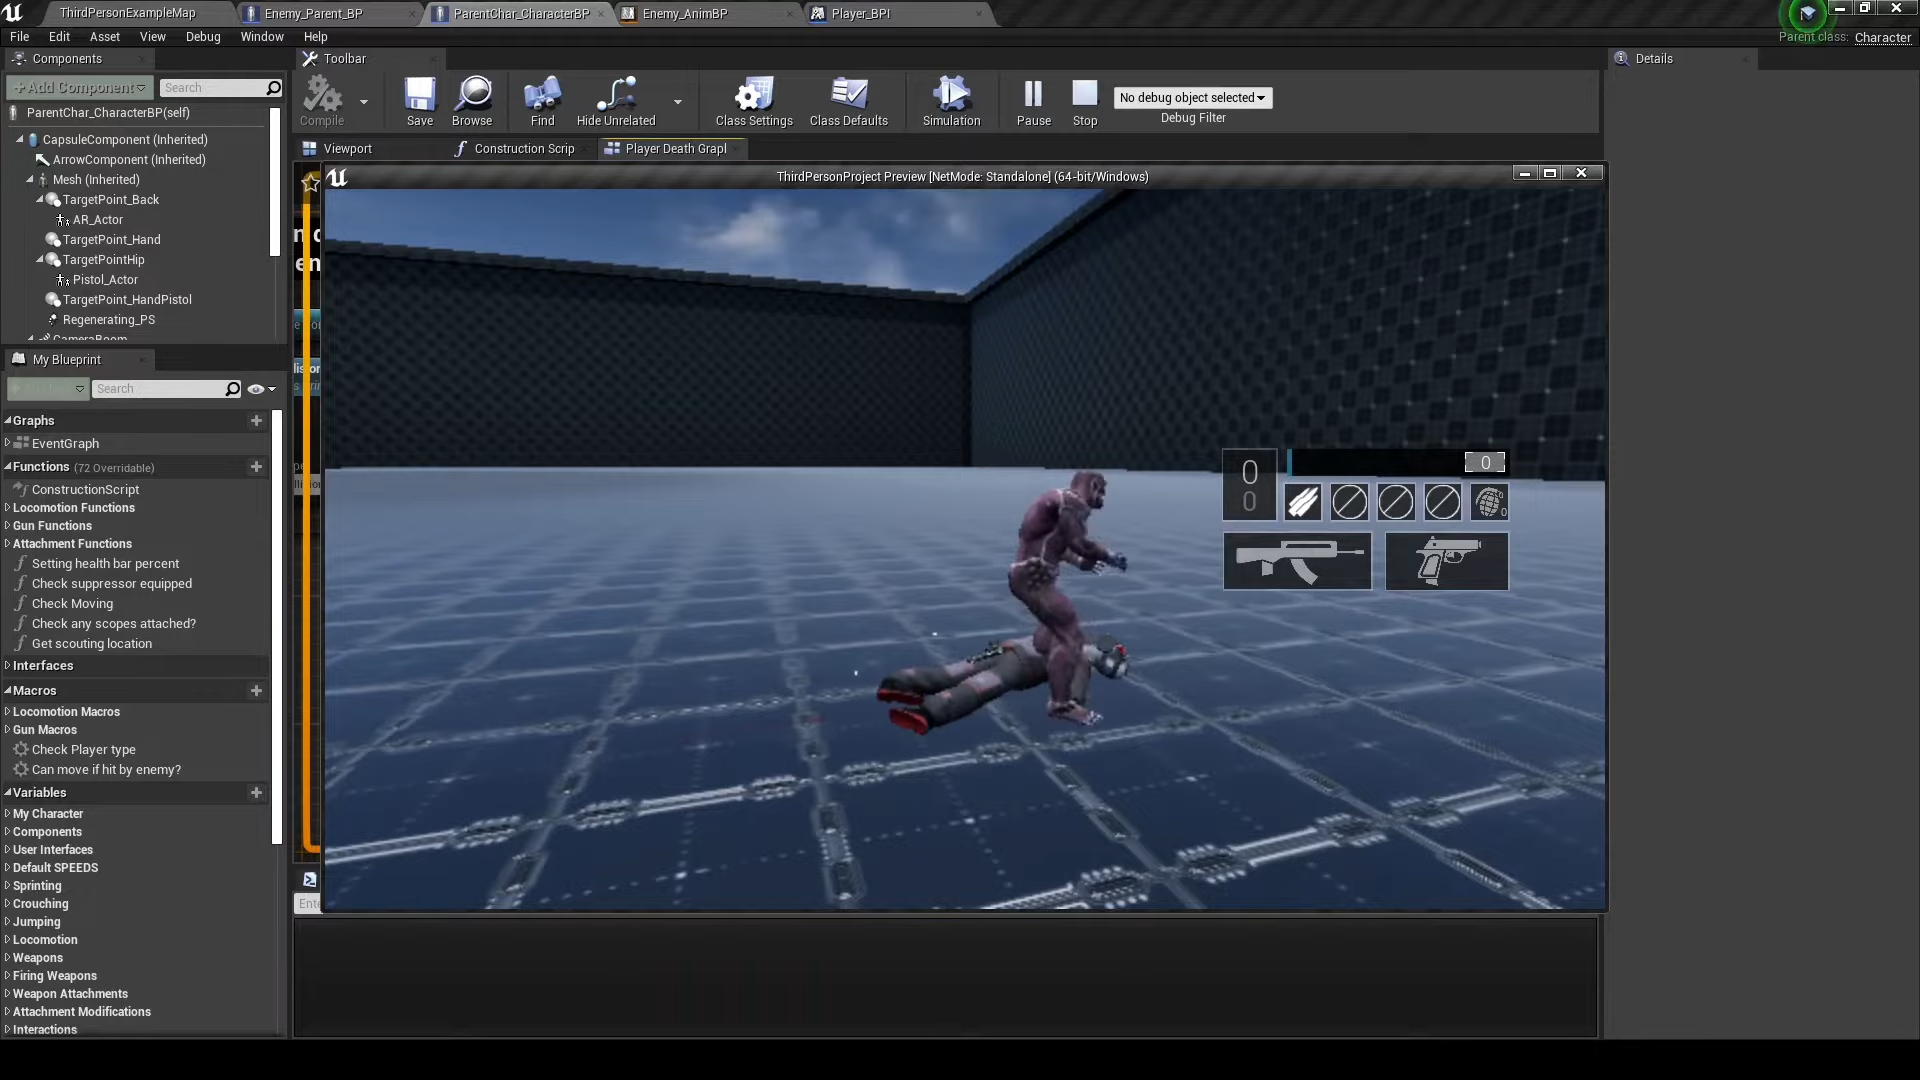 ThirdPersonExampleMap
Enemy_Parent_BP
ParentChar_CharacterBP
Enemy_AnimBP
Player_BPI
File Edit Asset View Debug Window Help
Parent class: Character
Components
Toolbar
Details
+Add Component
Search
Compile
Save
Browse
Find
Hide Unrelated
Class Settings
Class Defaults
Simulation
Pause
Stop
No debug object selected
Debug Filter
ParentChar_CharacterBP(self)
CapsuleComponent (Inherited)
ArrowComponent (Inherited)
Mesh (Inherited)
TargetPoint_Back
AR_Actor
TargetPoint_Hand
TargetPointHip
Pistol_Actor
TargetPoint_HandPistol
Regenerating_PS
CameraBoom
Viewport
Construction Scrip
Player Death Grapl
ThirdPersonProject Preview [NetMode: Standalone] (64-bit/Windows)
My Blueprint
Search
Graphs
EventGraph
Functions (72 Overridable)
ConstructionScript
Locomotion Functions
Gun Functions
Attachment Functions
Setting health bar percent
Check suppressor equipped
Check Moving
Check any scopes attached?
Get scouting location
Interfaces
Macros
Locomotion Macros
Gun Macros
Check Player type
Can move if hit by enemy?
Variables
My Character
Components
User Interfaces
Default SPEEDS
Sprinting
Crouching
Jumping
Locomotion
Weapons
Firing Weapons
Weapon Attachments
Attachment Modifications
Interactions
0
0
0
0
Ente